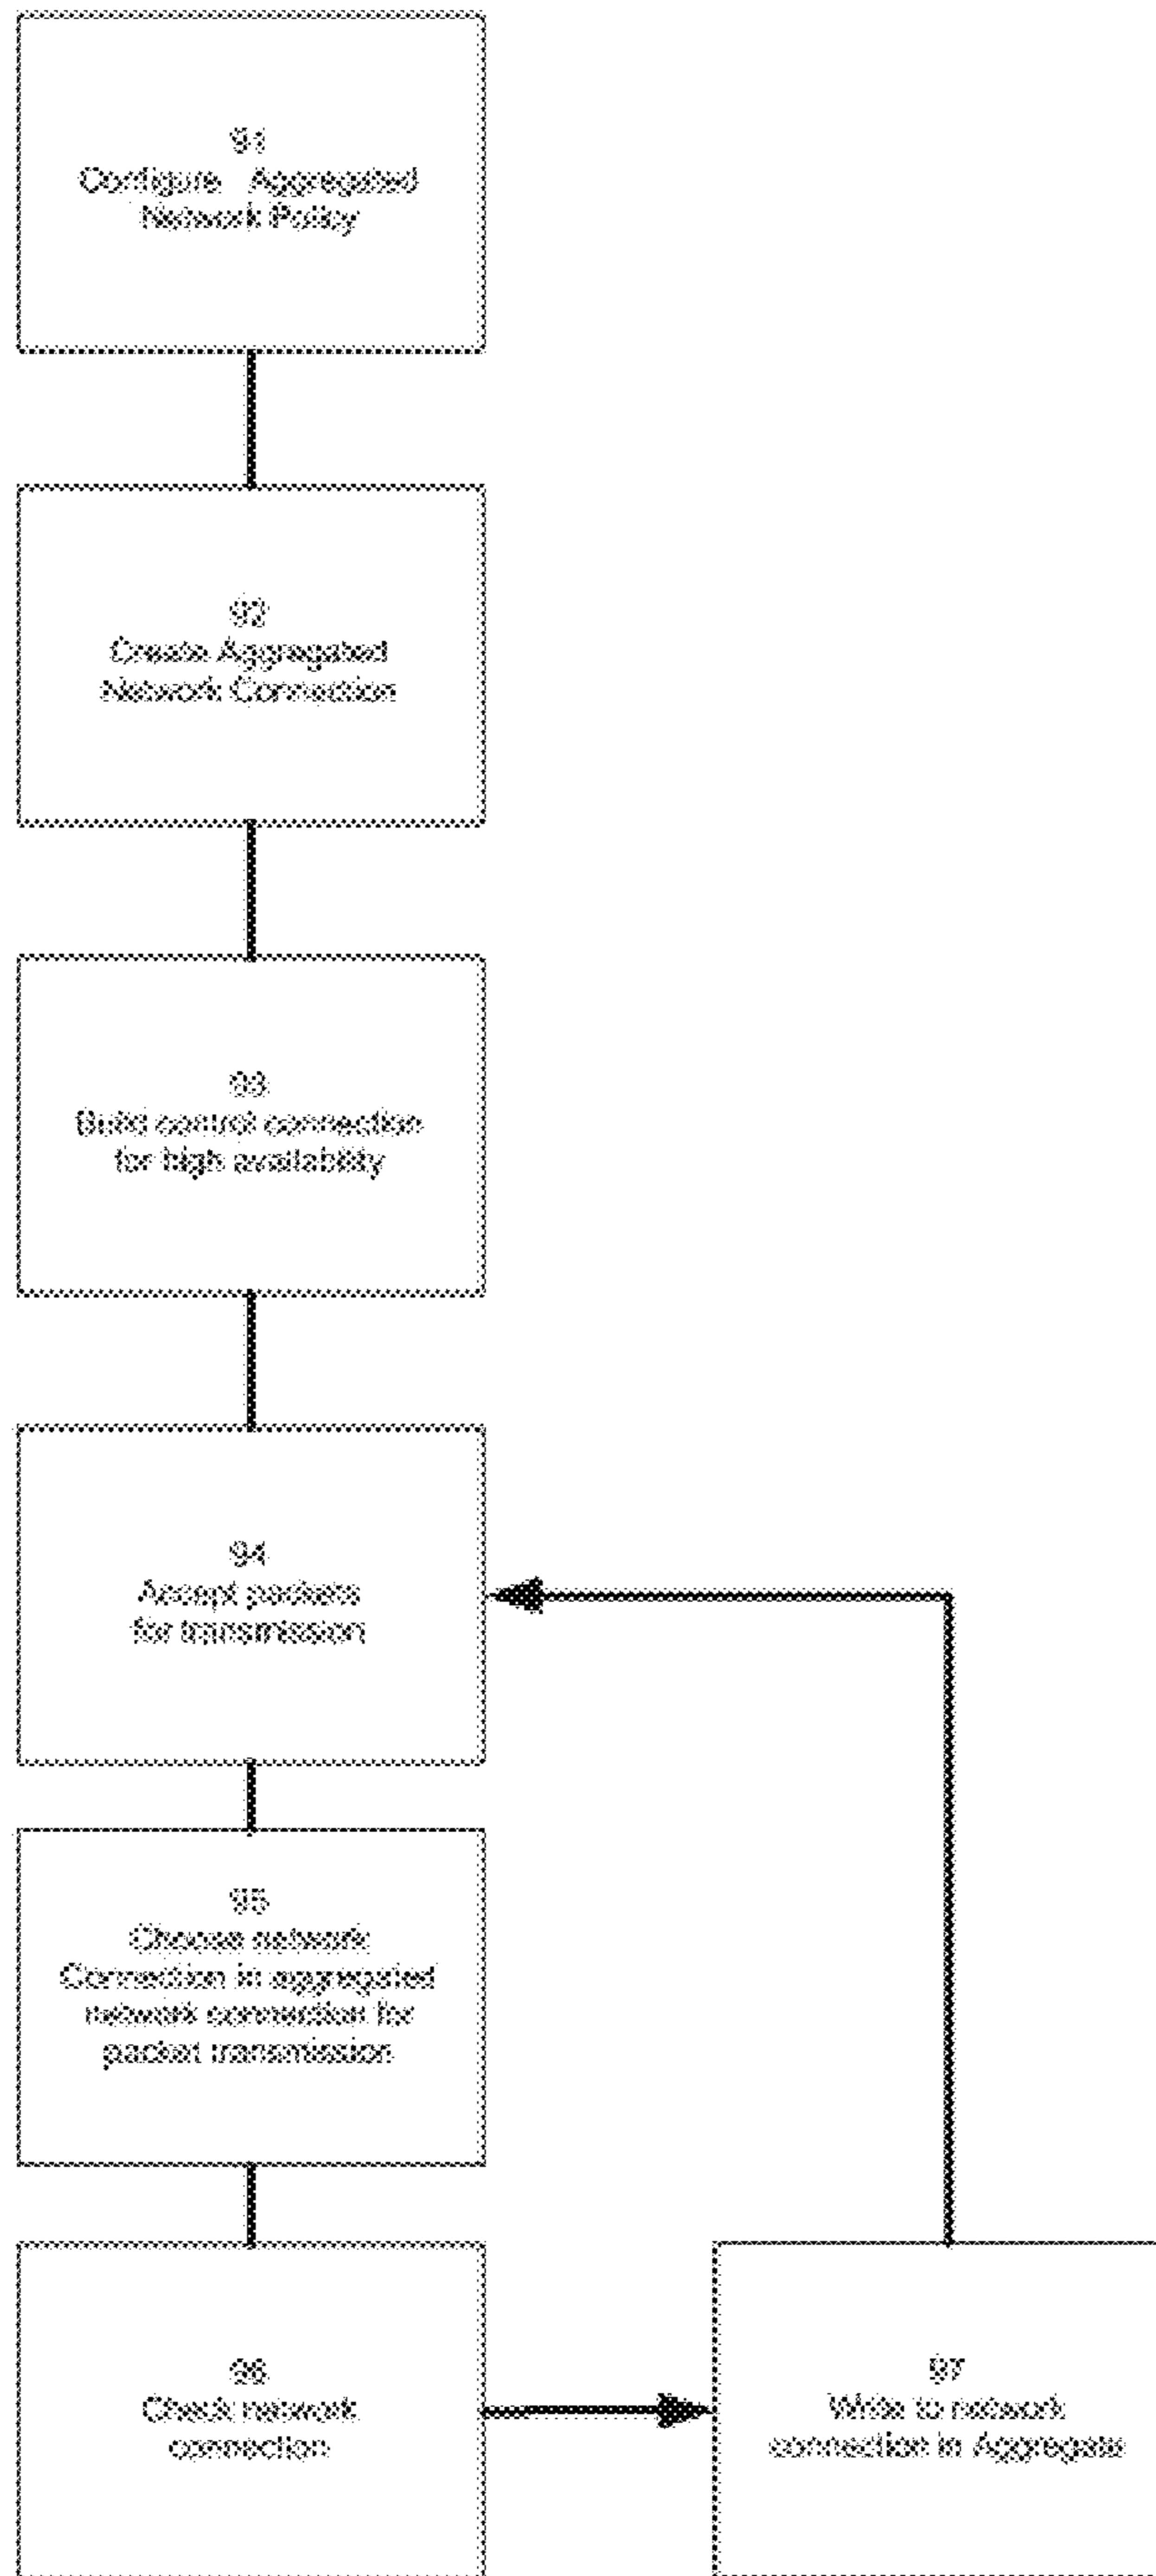 91
Configure Aggregated
Network Policy
92
Create Aggregated
Network Connection
93
Build control connection
for high availability
94
Accept packets
for transmission
95
Choose network
Connection in aggregated
network connection for
packet transmission
96
Check network
connection
97
Write to network
connection in Aggregate